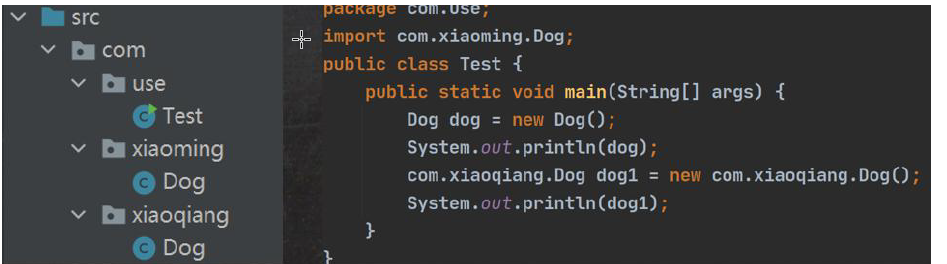 src
com
use
Test
xiaoming
Dog
xiaoqiang
Dog
package com.use;
import com.xiaoming.Dog;
public class Test {
public static void main(String[] args) {
Dog dog = new Dog();
System.out.println(dog);
com.xiaoqiang.Dog dog1 = new com.xiaoqiang.Dog();
System.out.println(dog1);
}
}